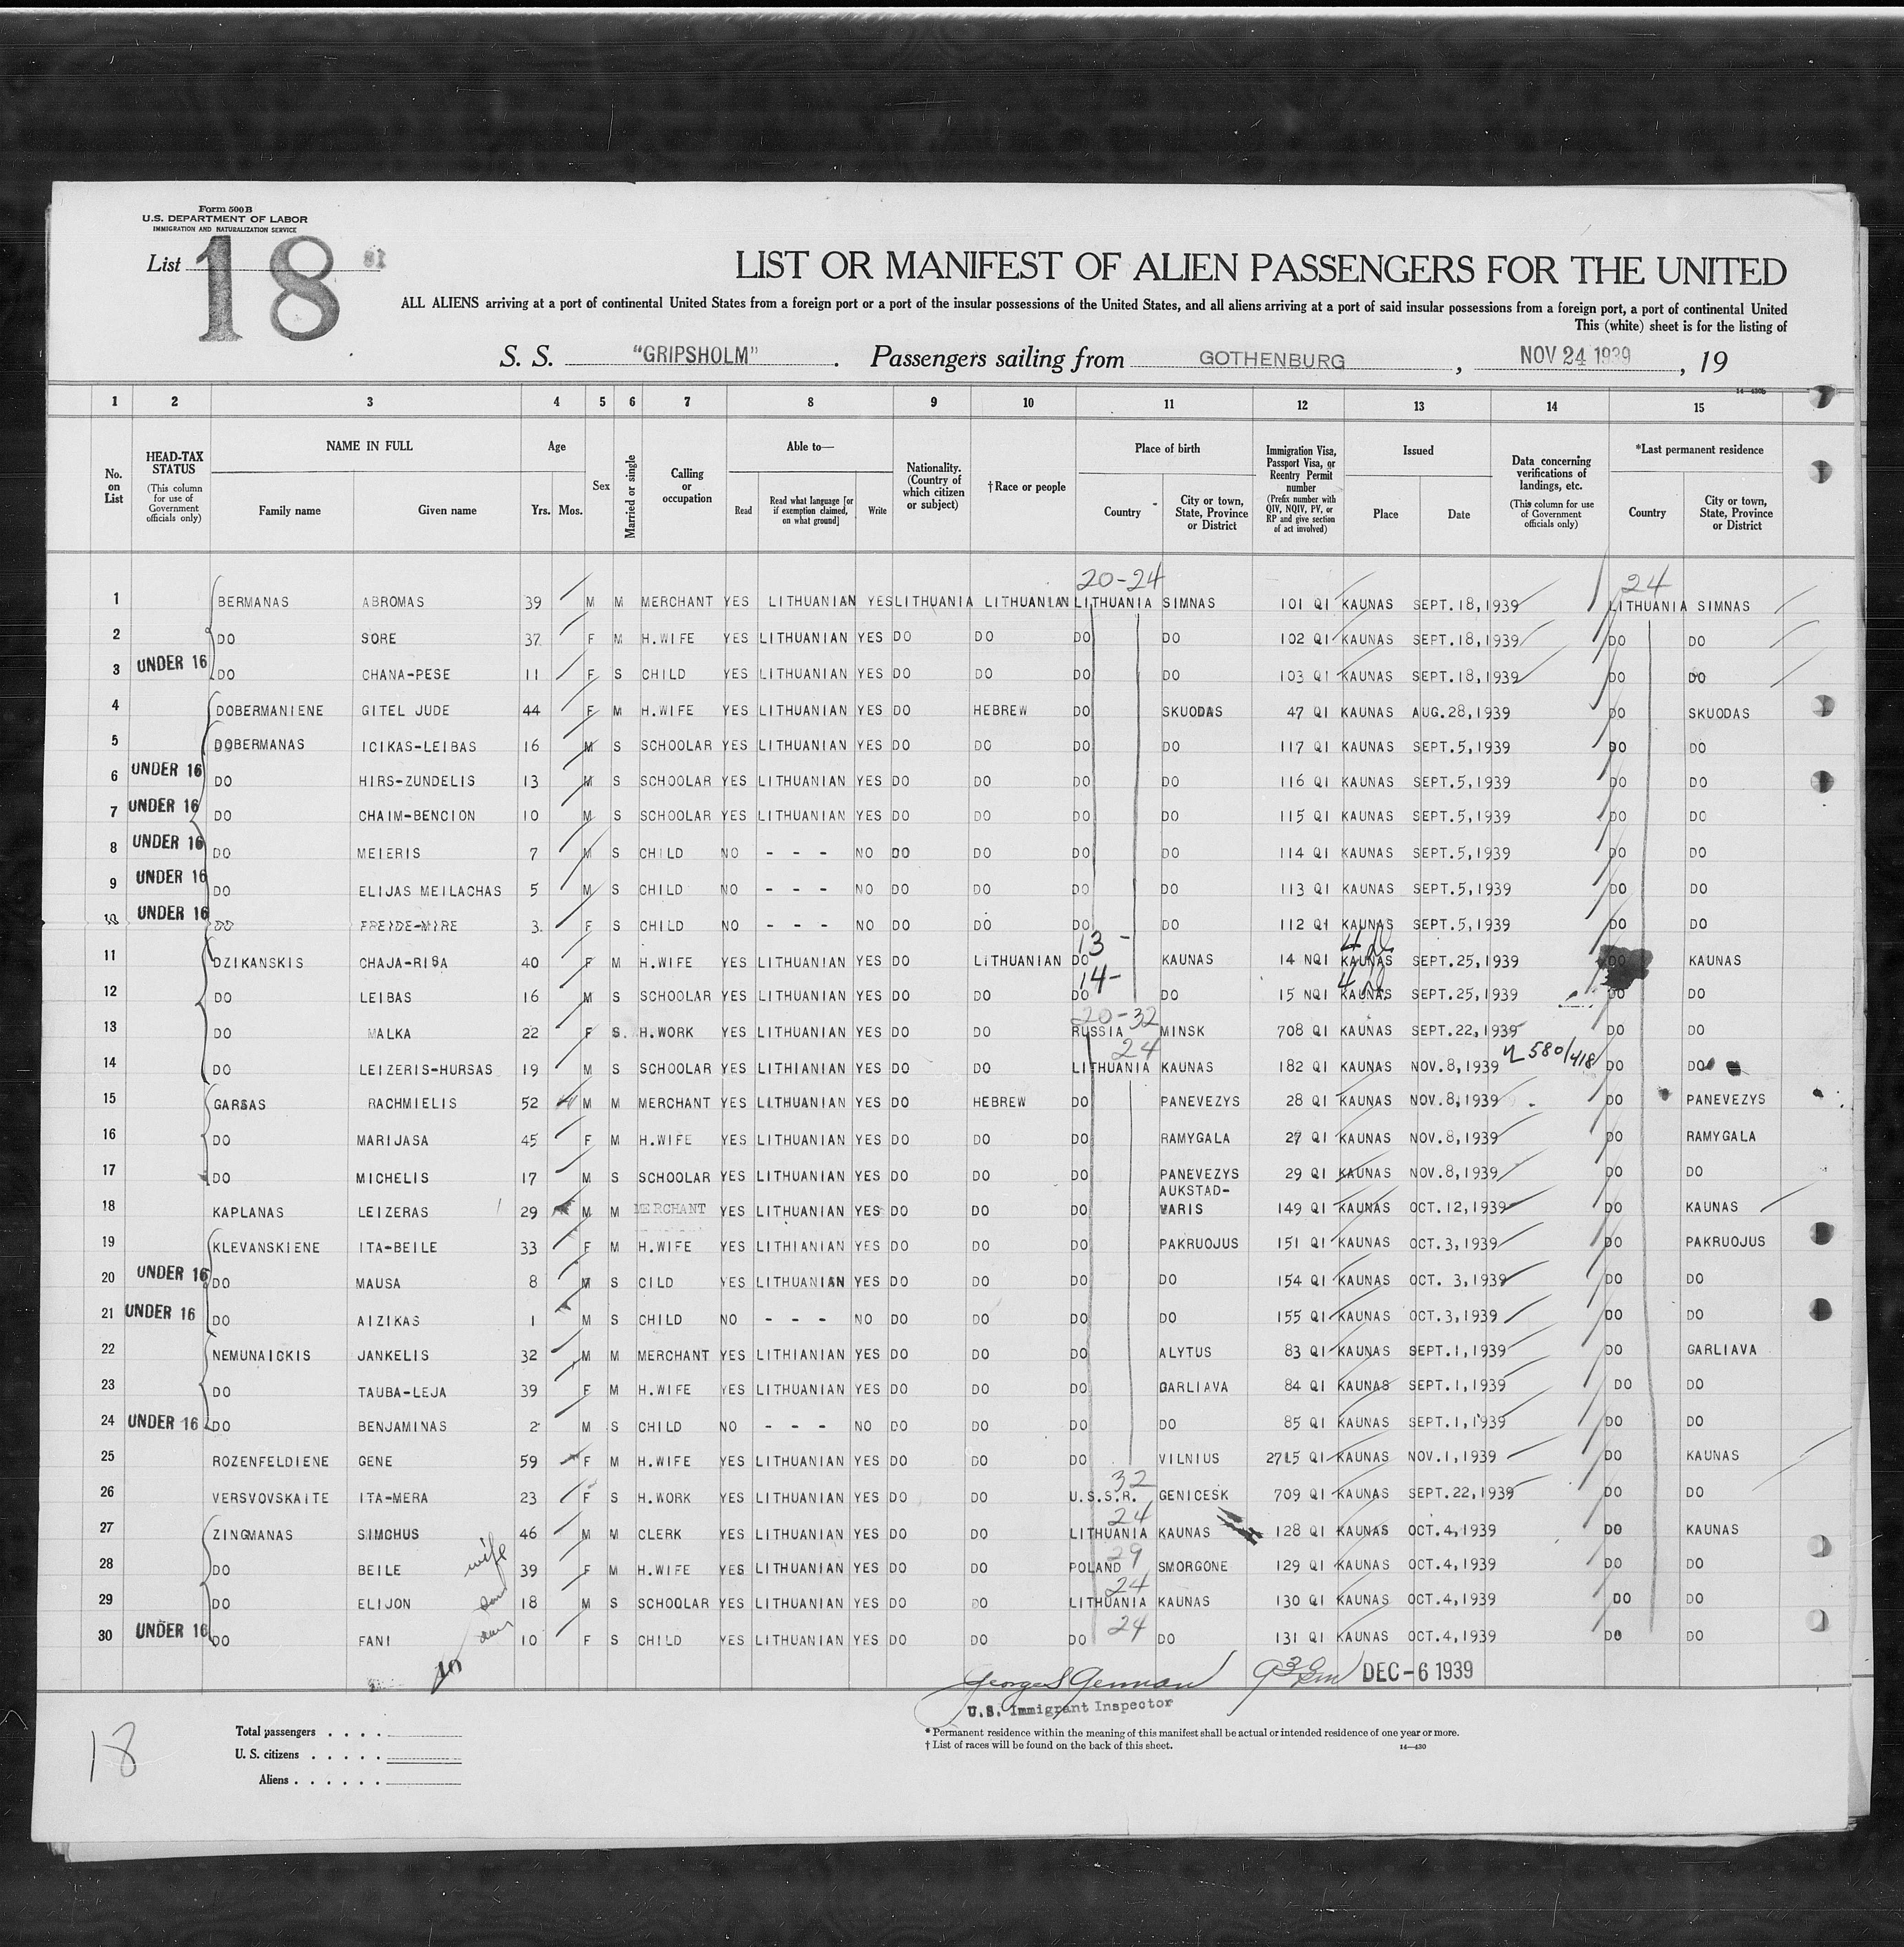 Form 500B
U.S. DEPARTMENT OF LABOR
IMMIGRATION AND NATURALIZATION SERVICE
List 18
LIST OR MANIFEST OF ALIEN PASSENGERS FOR THE UNITED
ALL ALIENS arriving at a port of continental United States from a foreign port or a port of the insular possessions of the United States, and all aliens arriving at a port of said insular possessions from a foreign port, a port of continental United
This (white) sheet is for the listing of
S. S. "GRIPSHOLM". Passengers sailing from GOTHENBURG, NOV 24 1939, 19
14—430b
1 2 3 4 5 6 7 8 9 10 11 12 13 14 15
No. on List
HEAD-TAX STATUS (This column for use of Government officials only)
NAME IN FULL Family name Given name
Age Yrs. Mos.
Sex
Married or single
Calling or occupation
Able to— Read Read what language [or if exemption claimed, on what ground] Write
Nationality. (Country of which citizen or subject)
†Race or people
Place of birth Country City or town, State, Province or District
Immigration Visa, Passport Visa, or Reentry Permit number (Prefix number with QIV, NQIV, PV, or RP and give section of act involved)
Issued Place Date
Data concerning verifications of landings, etc. (This column for use of Government officials only)
*Last permanent residence Country City or town, State, Province or District
20-24 24
1 BERMANAS ABROMAS 39 M M MERCHANT YES LITHUANIAN YES LITHUANIA LITHUANIAN LITHUANIA SIMNAS 101 QI KAUNAS SEPT.18,1939 LITHUANIA SIMNAS
2 DO SORE 37 F M H.WIFE YES LITHUANIAN YES DO DO DO DO 102 QI KAUNAS SEPT.18,1939 DO DO
3 UNDER 16 DO CHANA-PESE 11 F S CHILD YES LITHUANIAN YES DO DO DO DO 103 QI KAUNAS SEPT.18,1939 DO DO
4 DOBERMANIENE GITEL JUDE 44 F M H.WIFE YES LITHUANIAN YES DO HEBREW DO SKUODAS 47 QI KAUNAS AUG.28,1939 DO SKUODAS
5 DOBERMANAS ICIKAS-LEIBAS 16 M S SCHOOLAR YES LITHUANIAN YES DO DO DO DO 117 QI KAUNAS SEPT.5,1939 DO DO
6 UNDER 16 DO HIRS-ZUNDELIS 13 M S SCHOOLAR YES LITHUANIAN YES DO DO DO DO 116 QI KAUNAS SEPT.5,1939 DO DO
7 UNDER 16 DO CHAIM-BENCION 10 M S SCHOOLAR YES LITHUANIAN YES DO DO DO DO 115 QI KAUNAS SEPT.5,1939 DO DO
8 UNDER 16 DO MEIERIS 7 M S CHILD NO - - - NO DO DO DO DO 114 QI KAUNAS SEPT.5,1939 DO DO
9 UNDER 16 DO ELIJAS MEILACHAS 5 M S CHILD NO - - - NO DO DO DO DO 113 QI KAUNAS SEPT.5,1939 DO DO
10 UNDER 16 DO FREIDE-MIRE 3 F S CHILD NO - - - NO DO DO DO DO 112 QI KAUNAS SEPT.5,1939 DO DO
13 -
11 DZIKANSKIS CHAJA-RISA 40 F M H.WIFE YES LITHUANIAN YES DO LITHUANIAN DO KAUNAS 14 NQI KAUNAS SEPT.25,1939 DO KAUNAS
14-
12 DO LEIBAS 16 M S SCHOOLAR YES LITHUANIAN YES DO DO DO DO 15 NQI KAUNAS SEPT.25,1939 DO DO
20-32
13 DO MALKA 22 F S. H.WORK YES LITHUANIAN YES DO DO RUSSIA MINSK 708 QI KAUNAS SEPT.22,1939 DO DO
24 580/418
14 DO LEIZERIS-HURSAS 19 M S SCHOOLAR YES LITHIANIAN YES DO DO LITHUANIA KAUNAS 182 QI KAUNAS NOV.8,1939 DO DO
15 GARSAS RACHMIELIS 52 M M MERCHANT YES LITHUANIAN YES DO HEBREW DO PANEVEZYS 28 QI KAUNAS NOV.8,1939 DO PANEVEZYS
16 DO MARIJASA 45 F M H.WIFE YES LITHUANIAN YES DO DO DO RAMYGALA 27 QI KAUNAS NOV.8,1939 DO RAMYGALA
17 DO MICHELIS 17 M S SCHOOLAR YES LITHUANIAN YES DO DO DO PANEVEZYS 29 QI KAUNAS NOV.8,1939 DO DO
18 KAPLANAS LEIZERAS 29 M M MERCHANT YES LITHUANIAN YES DO DO DO AUKSTAD-VARIS 149 QI KAUNAS OCT.12,1939 DO KAUNAS
19 KLEVANSKIENE ITA-BEILE 33 F M H.WIFE YES LITHIANIAN YES DO DO DO PAKRUOJUS 151 QI KAUNAS OCT.3,1939 DO PAKRUOJUS
20 UNDER 16 DO MAUSA 8 M S CILD YES LITHUANIAN YES DO DO DO DO 154 QI KAUNAS OCT. 3,1939 DO DO
21 UNDER 16 DO AIZIKAS 1 M S CHILD NO - - - NO DO DO DO DO 155 QI KAUNAS OCT.3,1939 DO DO
22 NEMUNAICKIS JANKELIS 32 M M MERCHANT YES LITHIANIAN YES DO DO DO ALYTUS 83 QI KAUNAS SEPT.1,1939 DO GARLIAVA
23 DO TAUBA-LEJA 39 F M H.WIFE YES LITHUANIAN YES DO DO DO GARLIAVA 84 QI KAUNAS SEPT.1,1939 DO DO
24 UNDER 16 DO BENJAMINAS 2 M S CHILD NO - - - NO DO DO DO DO 85 QI KAUNAS SEPT.1,1939 DO DO
25 ROZENFELDIENE GENE 59 F M H.WIFE YES LITHUANIAN YES DO DO DO VILNIUS 2715 QI KAUNAS NOV.1,1939 DO KAUNAS
32
26 VERSVOVSKAITE ITA-MERA 23 F S H.WORK YES LITHUANIAN YES DO DO U.S.S.R. GENICESK 709 QI KAUNAS SEPT.22,1939 DO DO
24
27 ZINGMANAS SIMCHUS 46 M M CLERK YES LITHUANIAN YES DO DO LITHUANIA KAUNAS 128 QI KAUNAS OCT.4,1939 DO KAUNAS
28 DO BEILE wife 39 F M H.WIFE YES LITHUANIAN YES DO DO POLAND 29 SMORGONE 129 QI KAUNAS OCT.4,1939 DO DO
24
29 DO ELIJON son 18 M S SCHOOLAR YES LITHUANIAN YES DO DO LITHUANIA KAUNAS 130 QI KAUNAS OCT.4,1939 DO DO
30 UNDER 16 DO FANI dau 10 F S CHILD YES LITHUANIAN YES DO DO DO 24 DO 131 QI KAUNAS OCT.4,1939 DO DO
George S German DEC -6 1939
U.S. Immigrant Inspector
18
Total passengers . . . .
U. S. citizens . . . . .
Aliens . . . . . .
* Permanent residence within the meaning of this manifest shall be actual or intended residence of one year or more.
† List of races will be found on the back of this sheet.
14—430